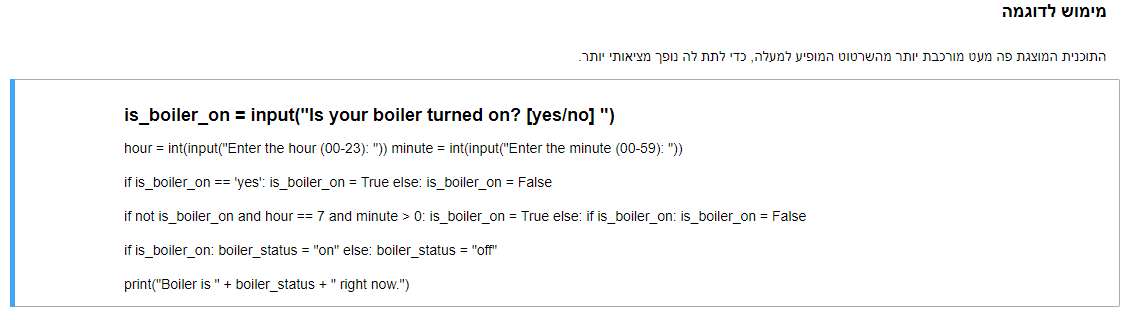 מימוש לדוגמה
התוכנית המוצגת פה מעט מורכבת יותר מהשרטוט המופיע למעלה, כדי לתת לה נופך מציאותי יותר.
is_boiler_on = input("Is your boiler turned on? [yes/no] ")
hour = int(input("Enter the hour (00-23): ")) minute = int(input("Enter the minute (00-59): "))
if is_boiler_on == 'yes': is_boiler_on = True else: is_boiler_on = False
if not is_boiler_on and hour == 7 and minute > 0: is_boiler_on = True else: if is_boiler_on: is_boiler_on = False
if is_boiler_on: boiler_status = "on" else: boiler_status = "off"
print("Boiler is " + boiler_status + " right now.")